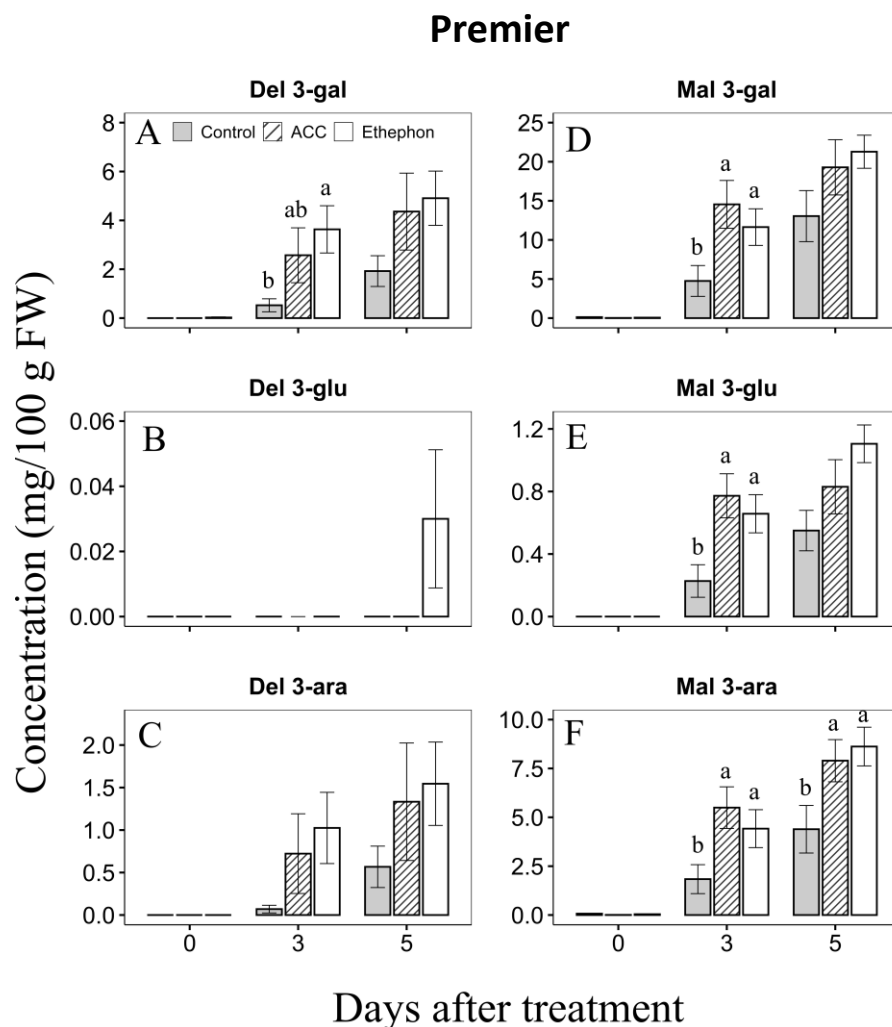 Premier
Concentration (mg/100 g FW)
Del 3-gal
A
Control ACC Ethephon
8
6
4
2
0
b
ab
a
Mal 3-gal
D
25
20
15
10
5
0
b
a
a
Del 3-glu
B
0.06
0.04
0.02
0.00
Mal 3-glu
E
1.2
0.8
0.4
0.0
b
a
a
Del 3-ara
C
2.0
1.5
1.0
0.5
0.0
0 3 5
Mal 3-ara
F
10.0
7.5
5.0
2.5
0.0
b
a
a
b
a
a
0 3 5
Days after treatment